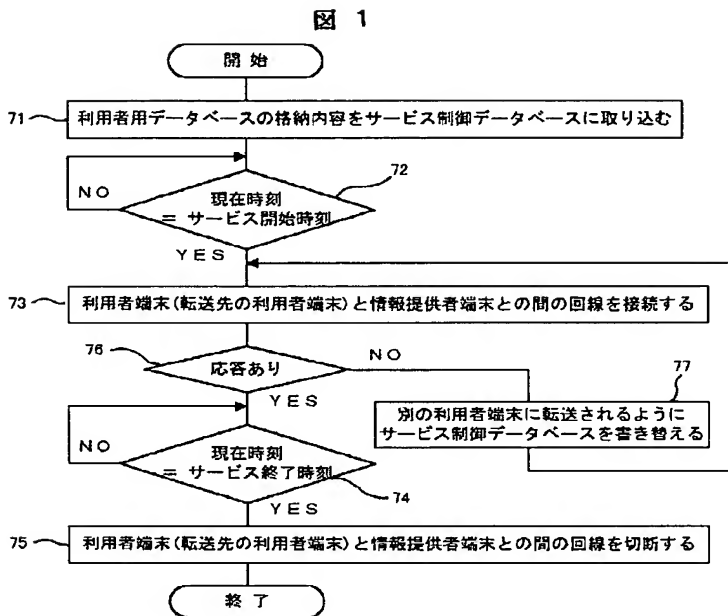 図 1
開 始
71
利用者用データベースの格納内容をサービス制御データベースに取り込む
72
NO
現在時刻
= サービス開始時刻
YES
73
利用者端末(転送先の利用者端末)と情報提供者端末との間の回線を接続する
76
応答あり
NO
77
YES
別の利用者端末に転送されるように
サービス制御データベースを書き替える
NO
現在時刻
= サービス終了時刻
74
YES
75
利用者端末(転送先の利用者端末)と情報提供者端末との間の回線を切断する
終 了